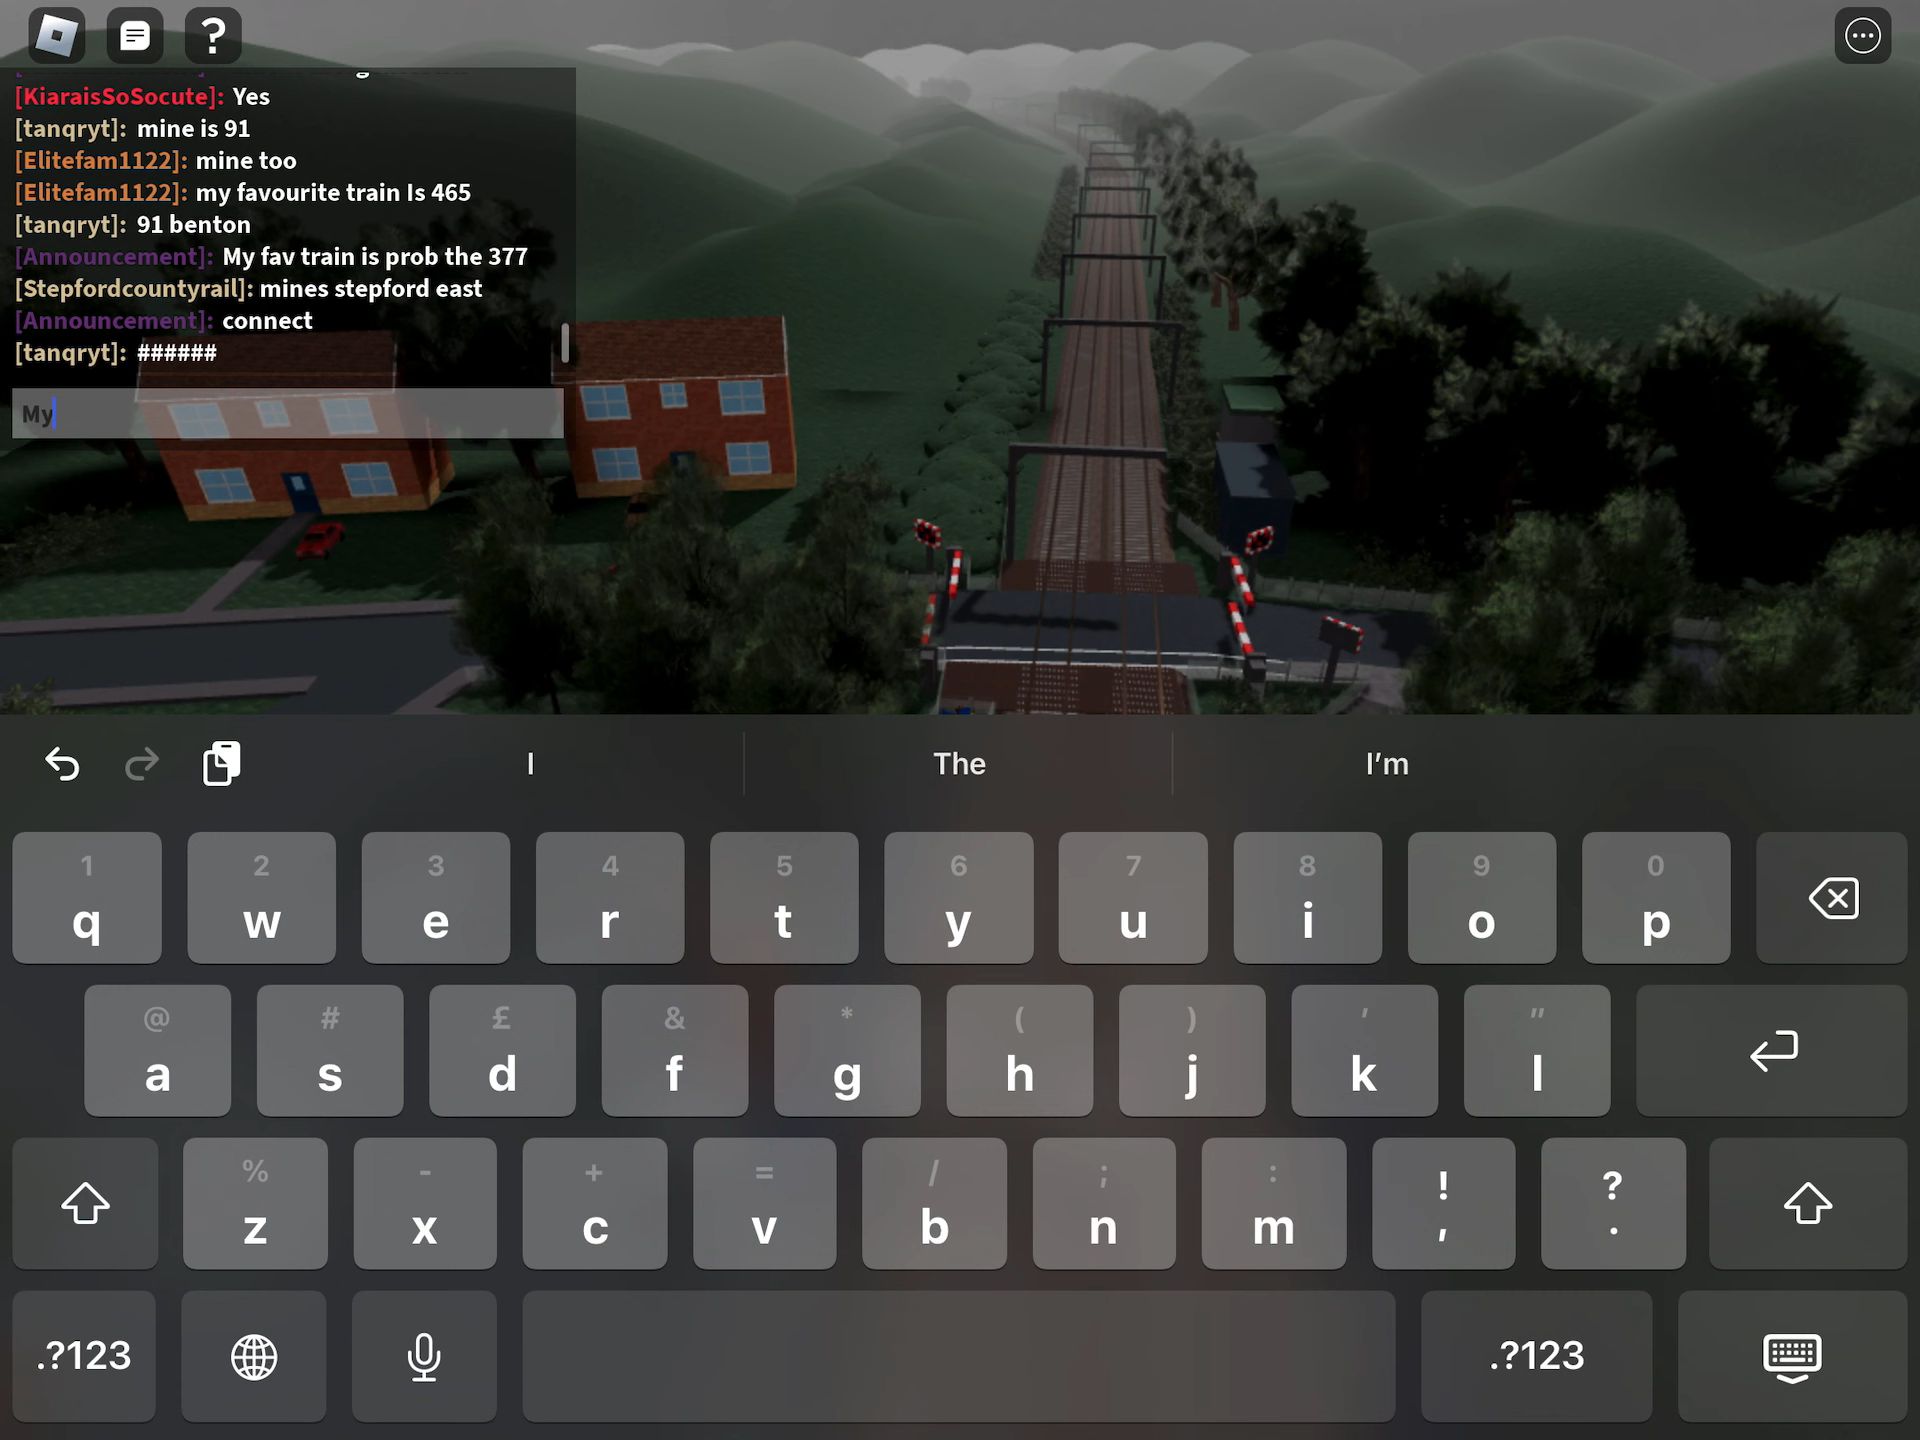 ?
[KiaraisSoSocute]: Yes
[tanqryt]: mine is 91
[Elitefam1122]: mine too
[Elitefam1122]: my favourite train Is 465
[tanqryt]: 91 benton
[Announcement]: My fav train is prob the 377
[Stepfordcountyrail]: mines stepford east
[Announcement]: connect
[tanqryt]: ######
My
I The I'm
1 2 3 4 5 6 7 8 9 0
q w e r t y u i o p
@ # £ & * ( ) ' "
a s d f g h j k l
% - + = / ; : ! ?
z x c v b n m , .
.?123 .?123